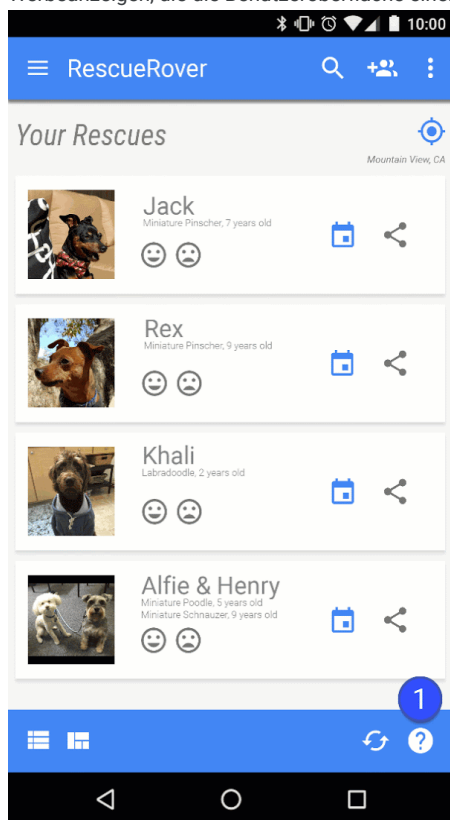 10:00
RescueRover
Your Rescues
Mountain View, CA
Jack
Miniature Pinscher, 7 years old
Rex
Miniature Pinscher, 9 years old
Khali
Labradoodle, 2 years old
Alfie & Henry
Miniature Poodle, 5 years old
Miniature Schnauzer, 9 years old
1